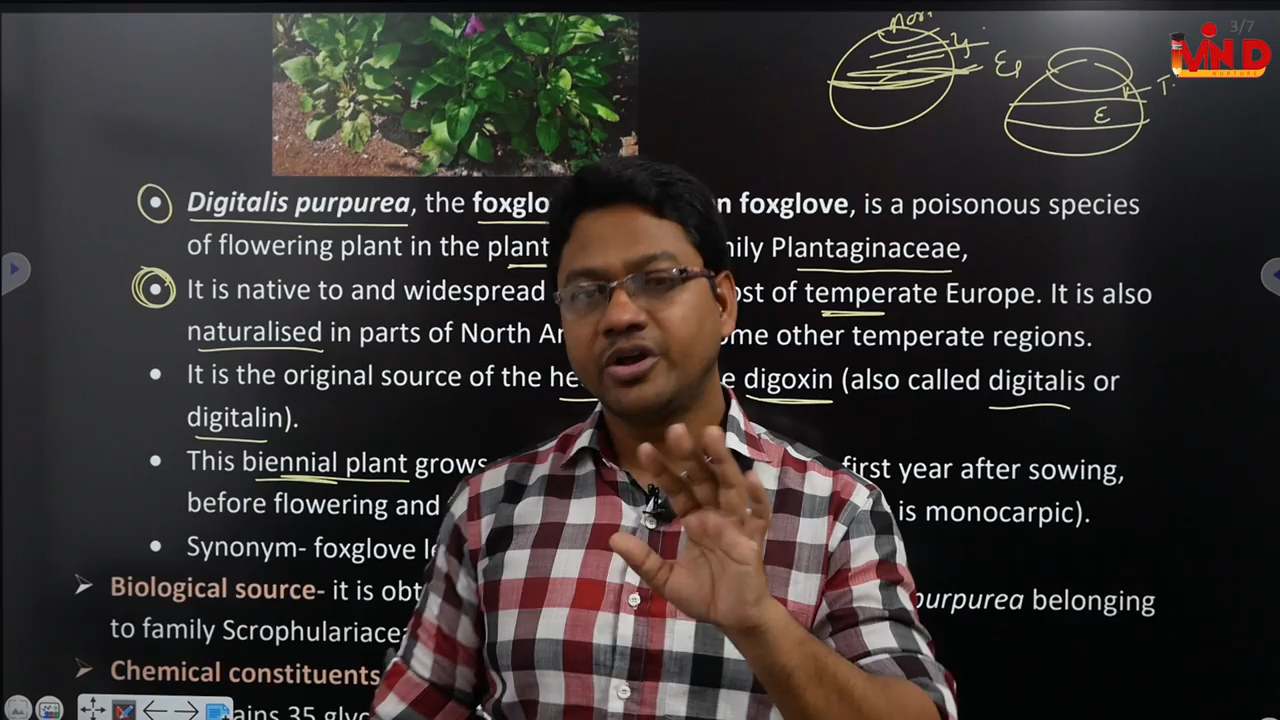 3/7
MIND
NURTURE
Digitalis purpurea, the foxglo n foxglove, is a poisonous species
of flowering plant in the plant ily Plantaginaceae,
It is native to and widespread ost of temperate Europe. It is also
naturalised in parts of North A me other temperate regions.
It is the original source of the he e digoxin (also called digitalis or
digitalin).
This biennial plant grows first year after sowing,
before flowering and is monocarpic).
Synonym- foxglove le
Biological source- it is obt purpurea belonging
to family Scrophulariacea
Chemical constituents
ains 35 glyc